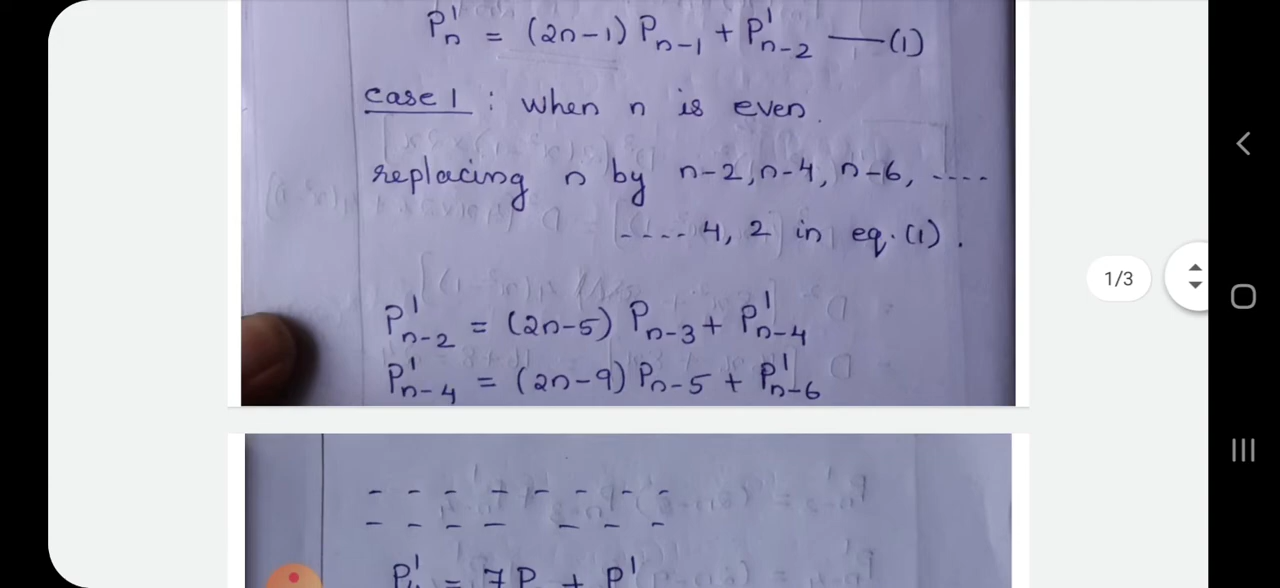 P'ₙ = (2n-1) Pₙ₋₁ + P'ₙ₋₂ —(1)
case 1 : when n is even.
replacing n by n-2, n-4, n-6, ----
---- 4, 2 in eq. (1).
P'ₙ₋₂ = (2n-5) Pₙ₋₃ + P'ₙ₋₄
1/3
P'ₙ₋₄ = (2n-9) Pₙ₋₅ + P'ₙ₋₆
= 7P + P'